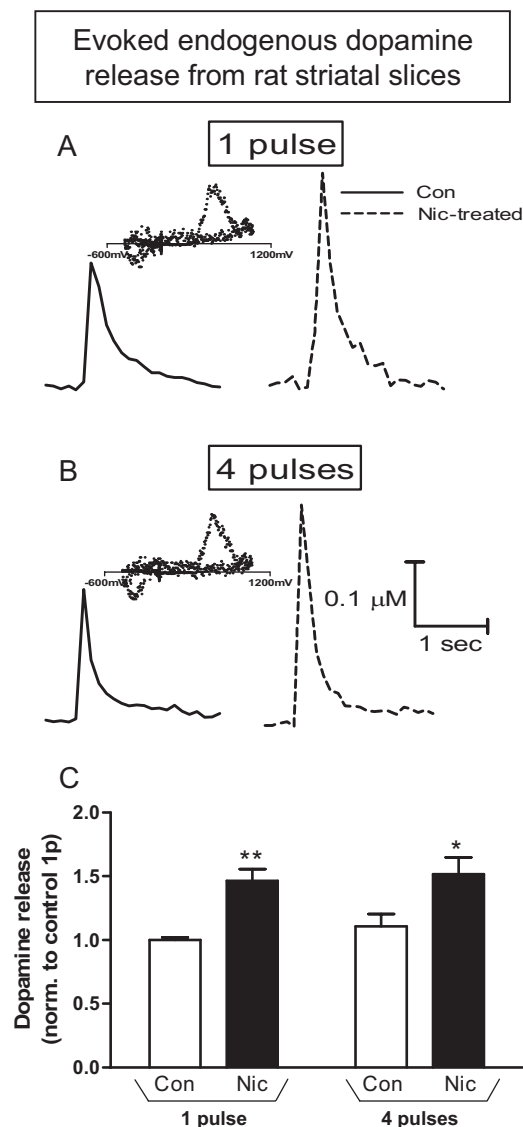 Evoked endogenous dopamine
release from rat striatal slices
A
1 pulse
Con
Nic-treated
-600mV
1200mV
B
4 pulses
-600mV
1200mV
0.1 μM
1 sec
C
Dopamine release
(norm. to control 1p)
2.0
1.5
1.0
0.5
0.0
**
*
Con
Nic
Con
Nic
1 pulse
4 pulses